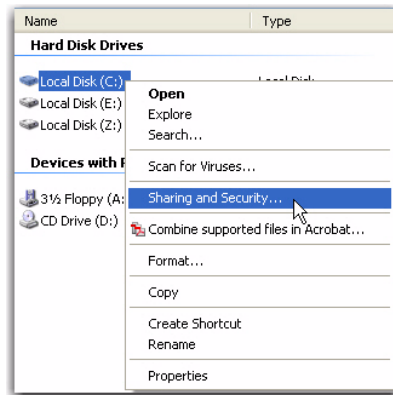 Name Type
Hard Disk Drives
Local Disk (C:) Local Disk
Local Disk (E:)
Local Disk (Z:)
Devices with
3½ Floppy (A:
CD Drive (D:)
Open
Explore
Search...
Scan for Viruses...
Sharing and Security...
Combine supported files in Acrobat...
Format...
Copy
Create Shortcut
Rename
Properties